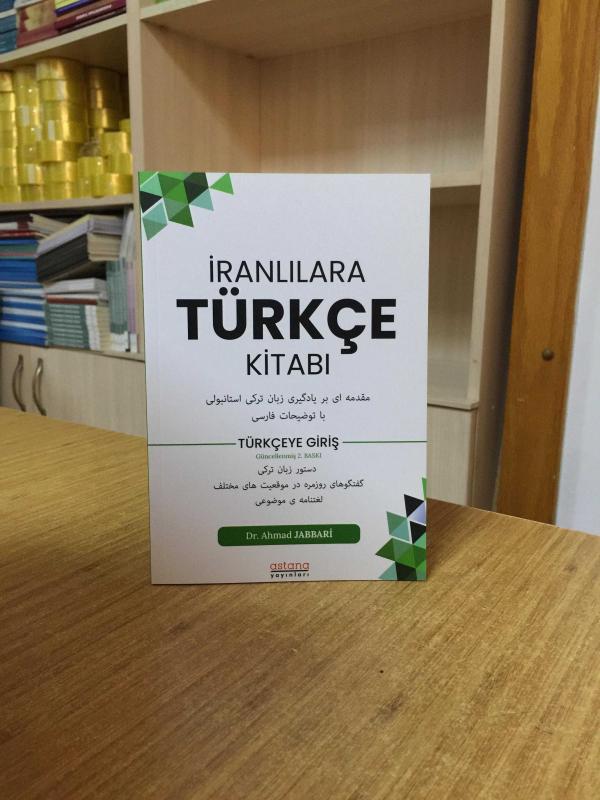 İRANLILARA
TÜRKÇE
KİTABI
مقدمه ای بر یادگیری زبان ترکی استانبولی
با توضیحات فارسی
TÜRKÇEYE GİRİŞ
Güncellenmiş 2. BASKI
دستور زبان ترکی
گفتگوهای روزمره در موقعیت های مختلف
لغتنامه ی موضوعی
Dr. Ahmad JABBARİ
astana
yayınları